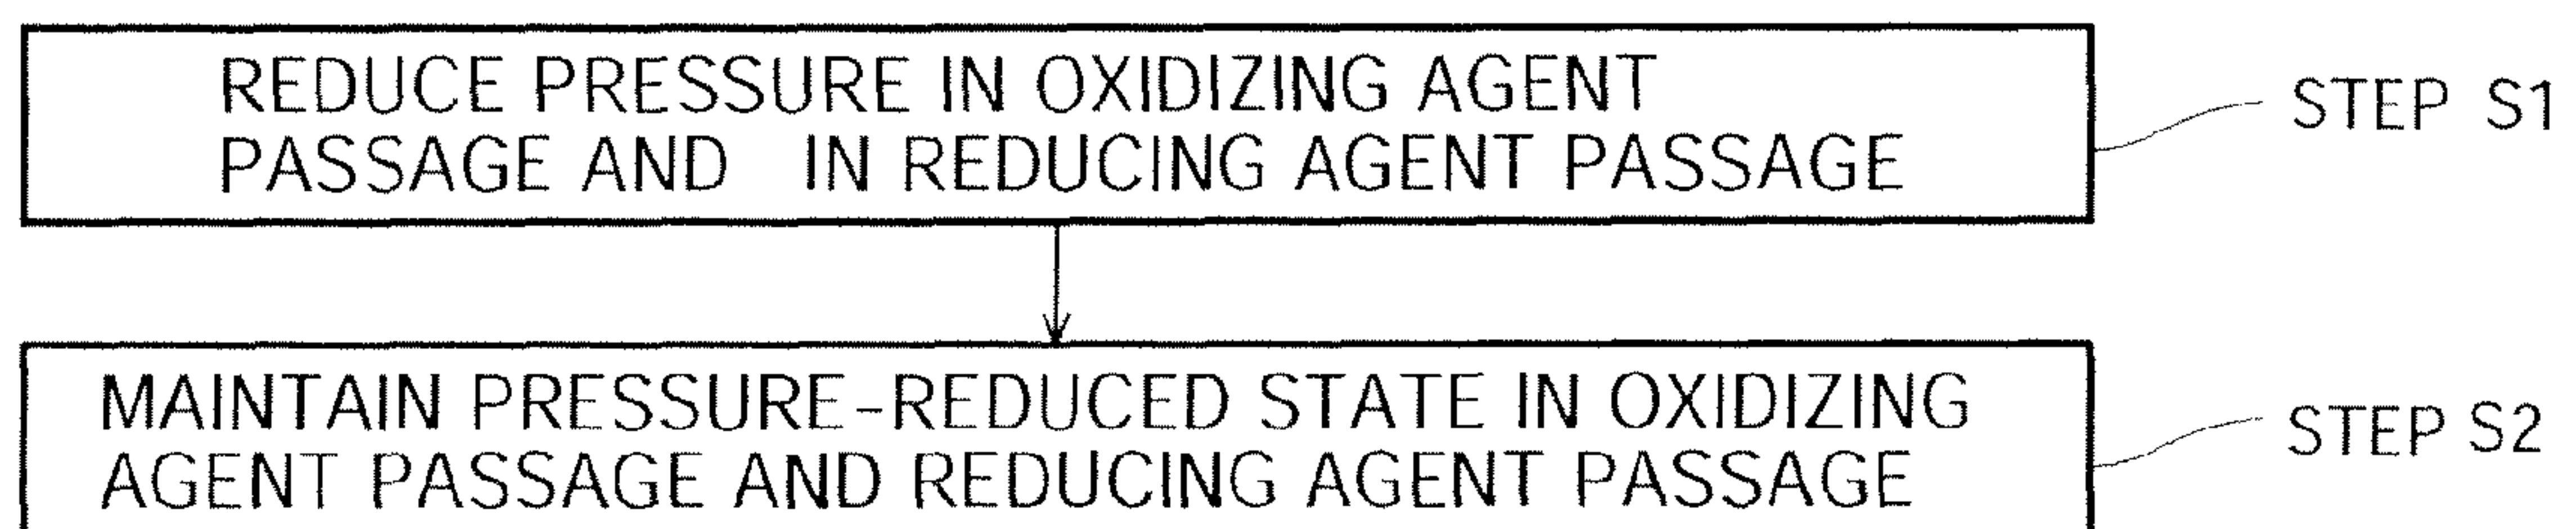 REDUCE PRESSURE IN OXIDIZING AGENT
PASSAGE AND IN REDUCING AGENT PASSAGE
STEP S1
MAINTAIN PRESSURE-REDUCED STATE IN OXIDIZING
AGENT PASSAGE AND REDUCING AGENT PASSAGE
STEP S2